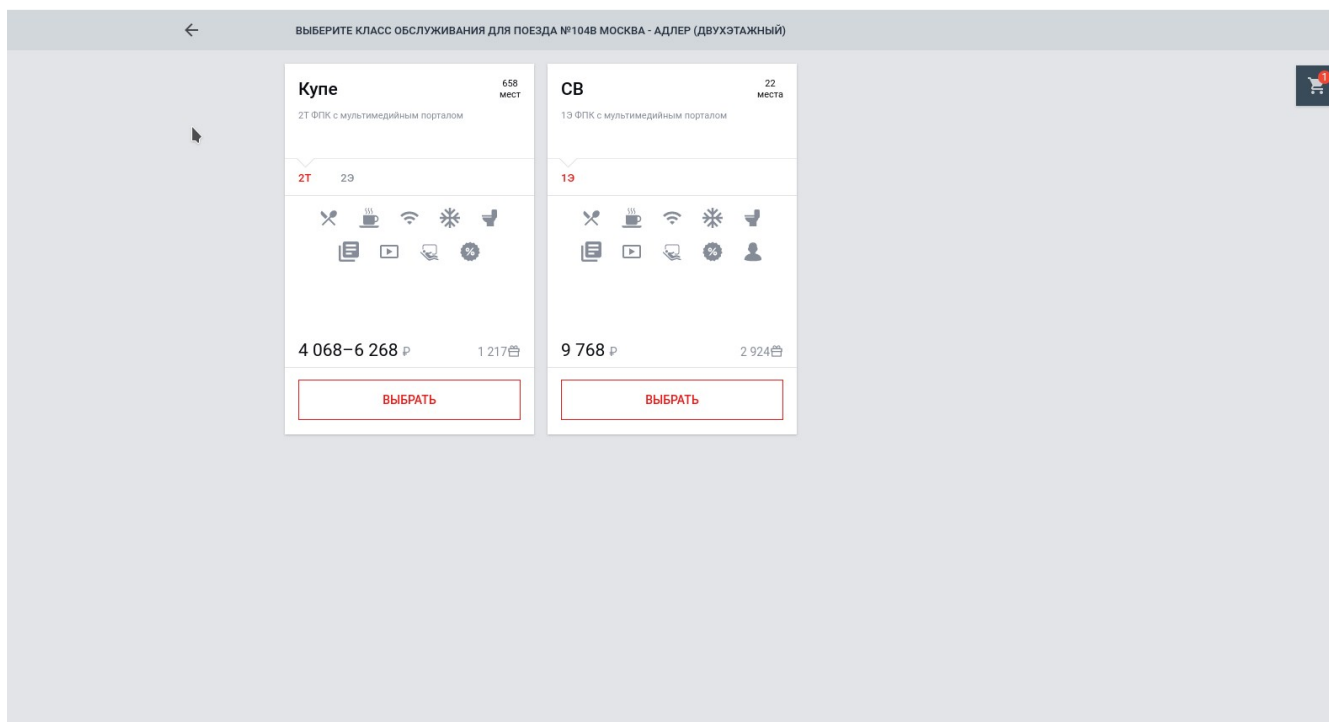 ВЫБЕРИТЕ КЛАСС ОБСЛУЖИВАНИЯ ДЛЯ ПОЕЗДА №104В МОСКВА - АДЛЕР (ДВУХЭТАЖНЫЙ)
1
Купе
658
мест
2Т ФПК с мультимедийным порталом
2Т 2Э
%
4 068–6 268 ₽ 1 217
ВЫБРАТЬ
СВ
22
места
1Э ФПК с мультимедийным порталом
1Э
%
9 768 ₽ 2 924
ВЫБРАТЬ